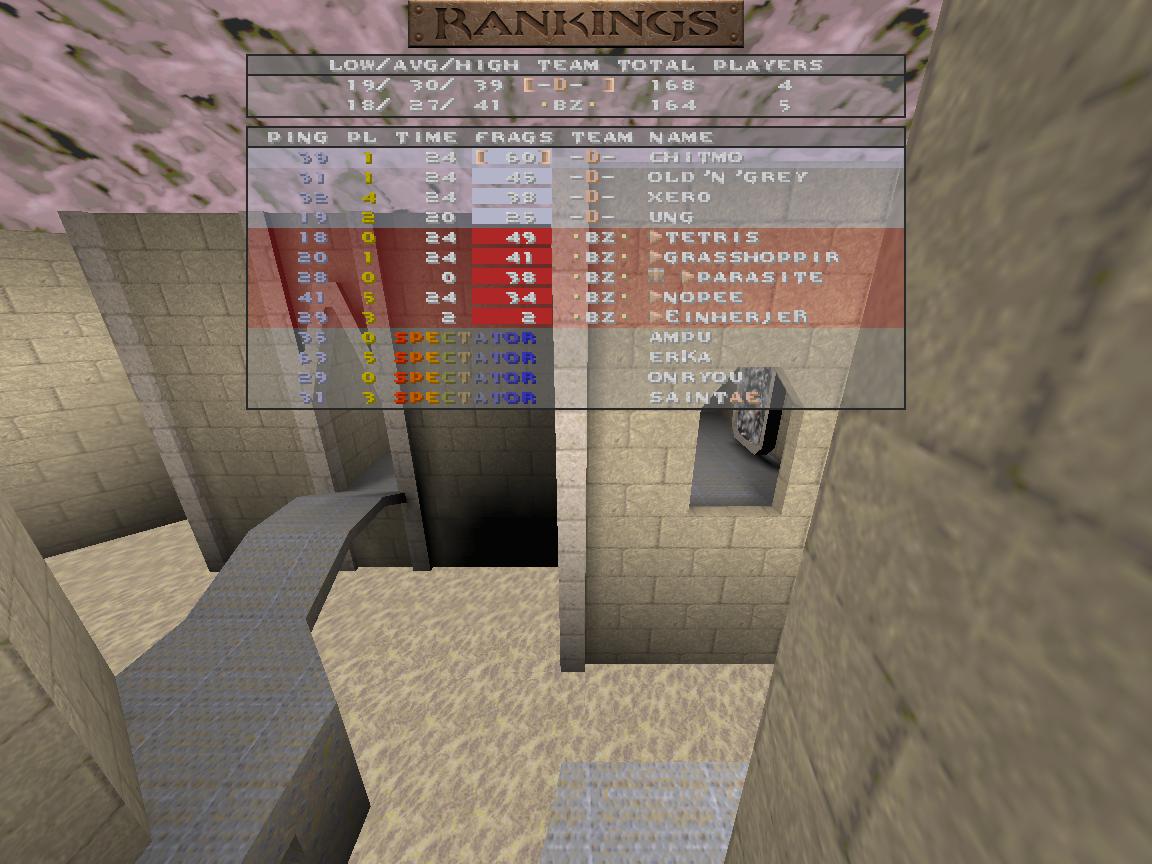 RANKINGS
LOW/AVG/HIGH TEAM TOTAL PLAYERS
19/ 30/ 39 [-D- ] 168 4
18/ 27/ 41 ·BZ· 164 5
PING PL TIME FRAGS TEAM NAME
39 1 24 [ 60] -D- CHITMO
31 1 24 45 -D- OLD 'N 'GREY
32 4 24 38 -D- XERO
19 2 20 25 -D- UNG
18 0 24 49 ·BZ· TETRIS
20 1 24 41 ·BZ· GRASSHOPPIR
28 0 0 38 ·BZ· PARASITE
41 5 24 34 ·BZ· NOPEE
29 3 2 2 ·BZ· EINHERJER
35 0 SPECTATOR AMPU
63 5 SPECTATOR ERKA
29 0 SPECTATOR ONRYOU
31 3 SPECTATOR SAINTAE